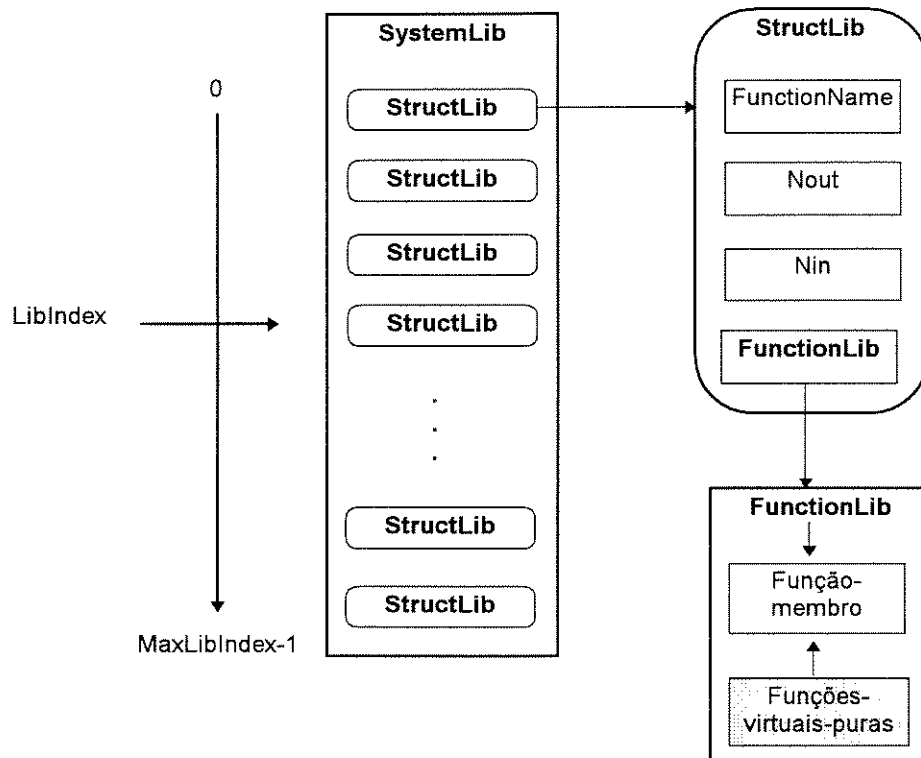 SystemLib
StructLib
StructLib
StructLib
StructLib
.
.
.
StructLib
StructLib
0
LibIndex
MaxLibIndex-1
StructLib
FunctionName
Nout
Nin
FunctionLib
FunctionLib
Função-
membro
Funções-
virtuais-puras